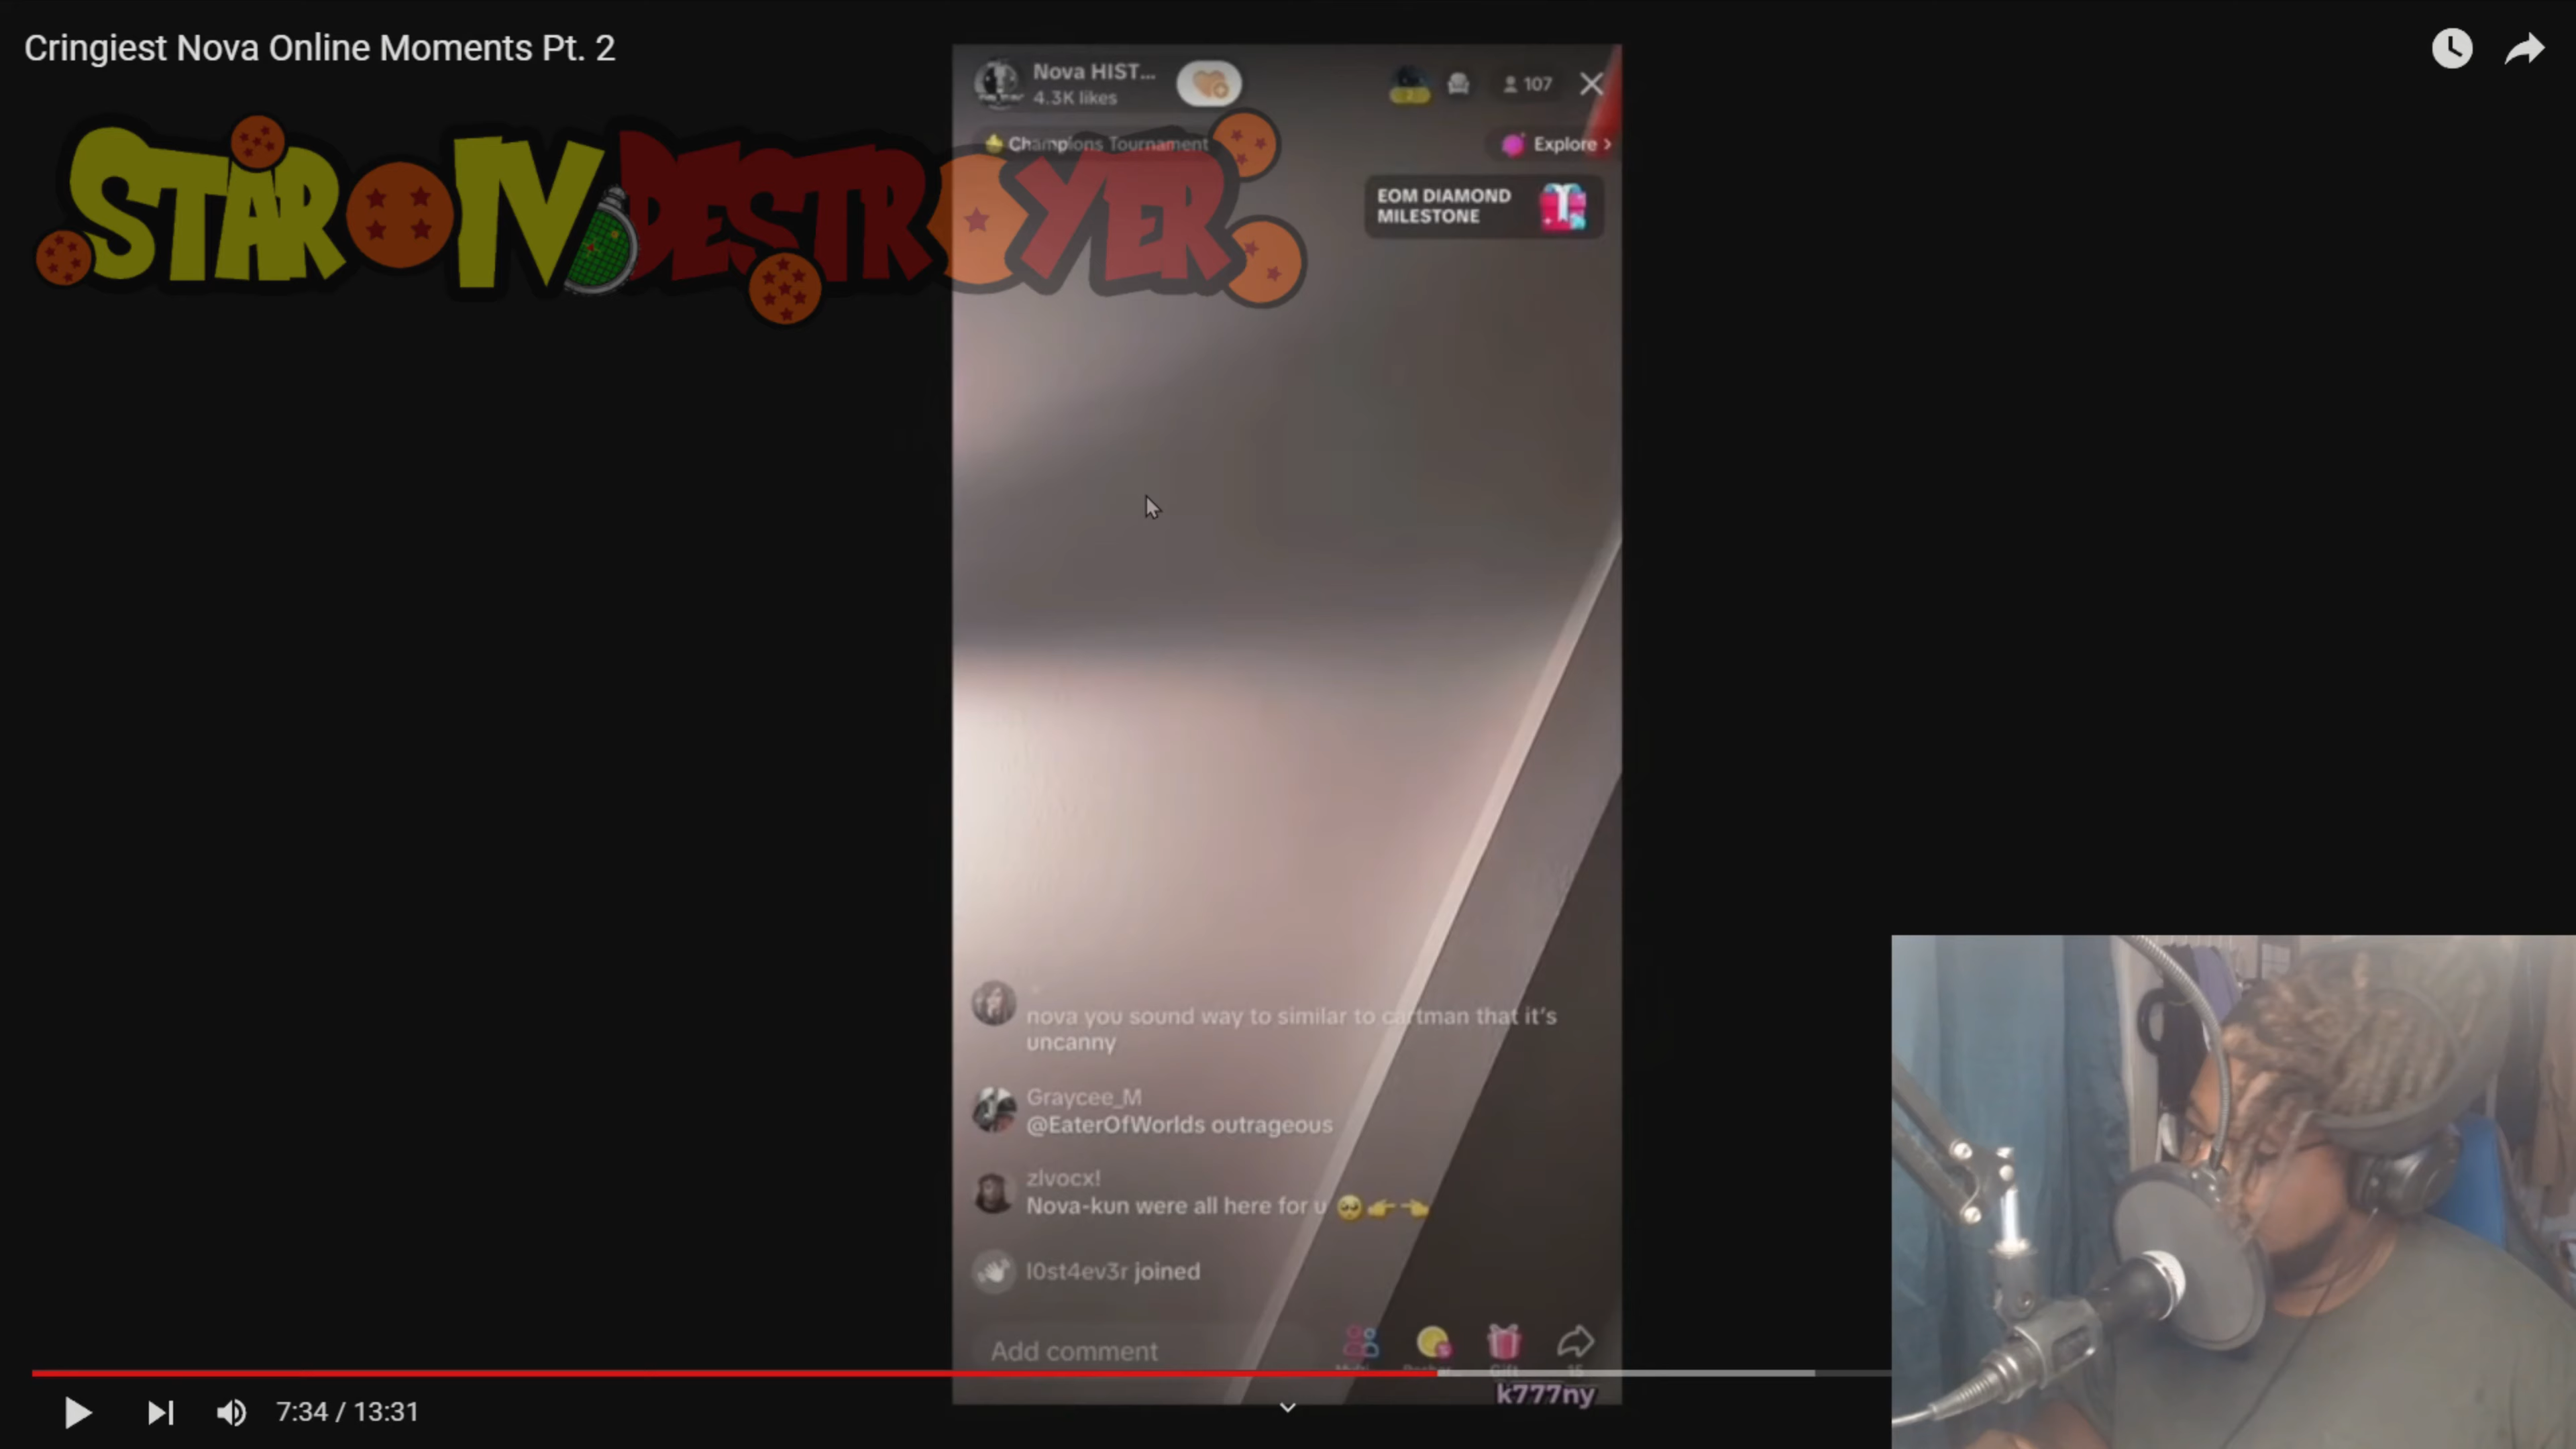 Cringiest Nova Online Moments Pt. 2
STAR IV DESTROYER
Nova HIST...
4.3K likes
107
Champions Tournament
Explore >
EOM DIAMOND
MILESTONE
nova you sound way to similar to cartman that it's
uncanny
Graycee_M
@EaterOfWorlds outrageous
zlvocx!
Nova-kun were all here for u 🥺👉👈
l0st4ev3r joined
Add comment
Gift
15
k777ny
7:34 / 13:31